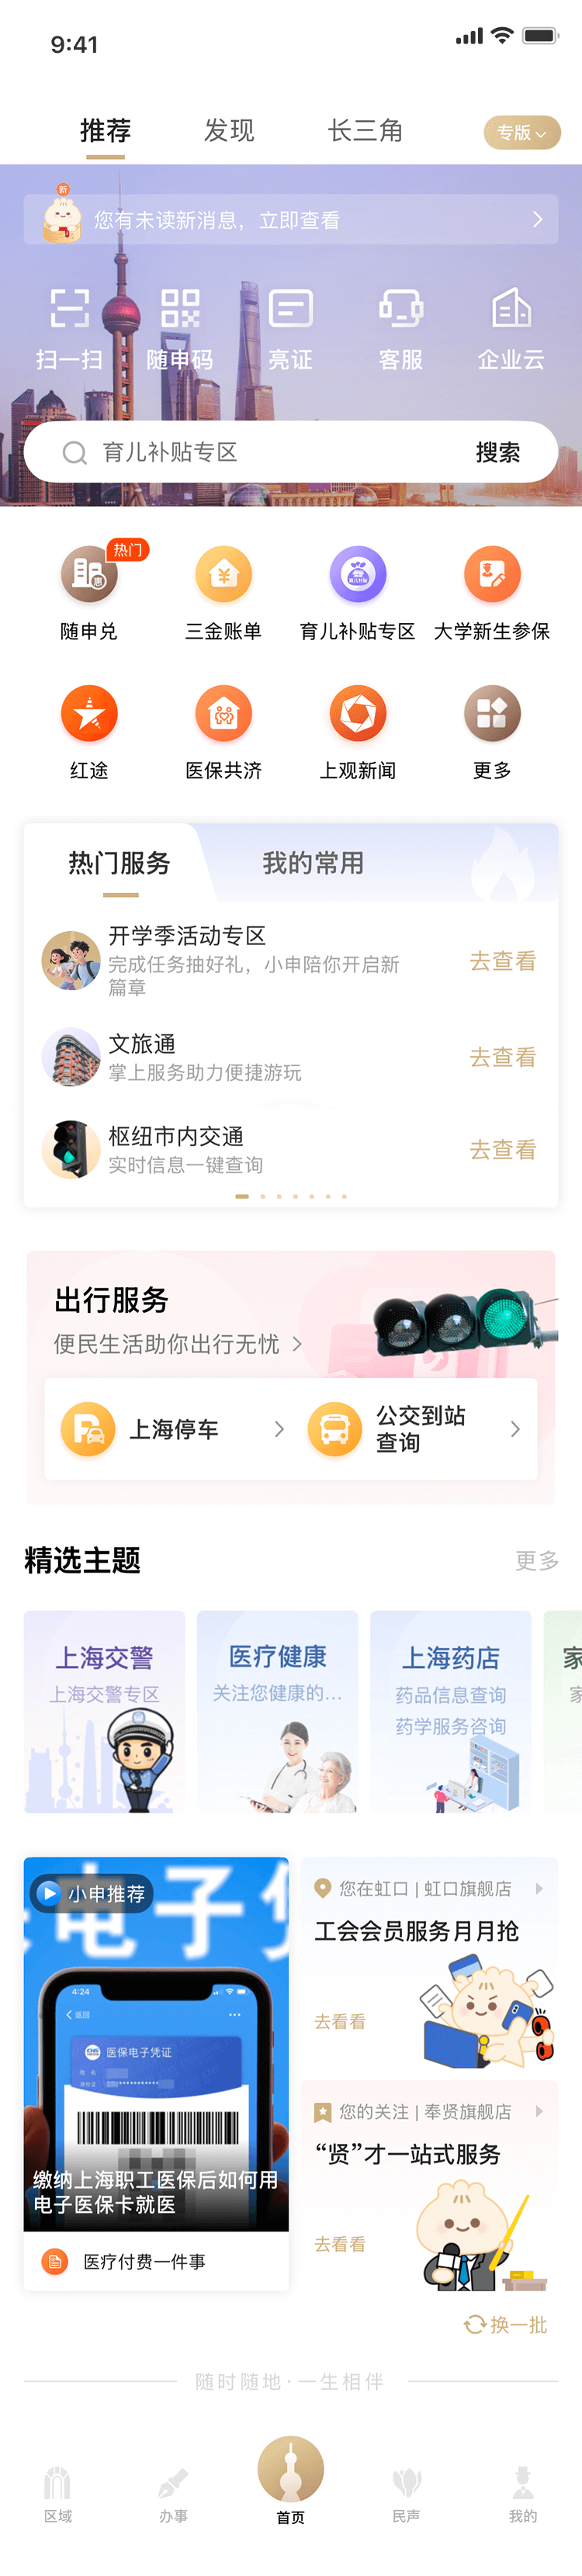 9:41
推荐
发现
长三角
专版
新
您有未读新消息，立即查看
扫一扫
随申码
亮证
客服
企业云
育儿补贴专区
搜索
热门
惠
育儿补贴
随申兑
三金账单
育儿补贴专区
大学新生参保
红途
医保共济
上观新闻
更多
热门服务
我的常用
开学季活动专区
完成任务抽好礼，小申陪你开启新
篇章
去查看
文旅通
掌上服务助力便捷游玩
去查看
枢纽市内交通
实时信息一键查询
去查看
出行服务
便民生活助你出行无忧
上海停车
公交到站
查询
精选主题
更多
上海交警
上海交警专区
医疗健康
关注您健康的...
上海药店
药品信息查询
药学服务咨询
家
家
电子凭
小申推荐
4:24
返回
医保电子凭证
缴纳上海职工医保后如何用
电子医保卡就医
医疗付费一件事
您在虹口 | 虹口旗舰店
工会会员服务月月抢
去看看
您的关注 | 奉贤旗舰店
“贤”才一站式服务
去看看
换一批
随时随地·一生相伴
区域
办事
首页
民声
我的